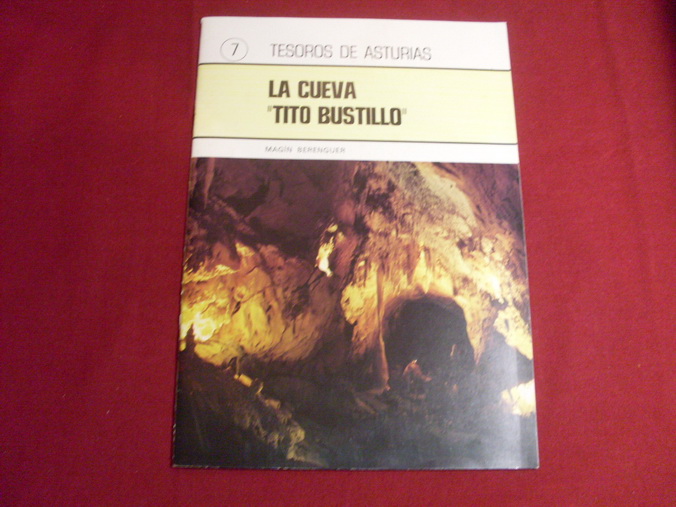 7 TESOROS DE ASTURIAS
LA CUEVA
"TITO BUSTILLO"
MAGÍN BERENGUER